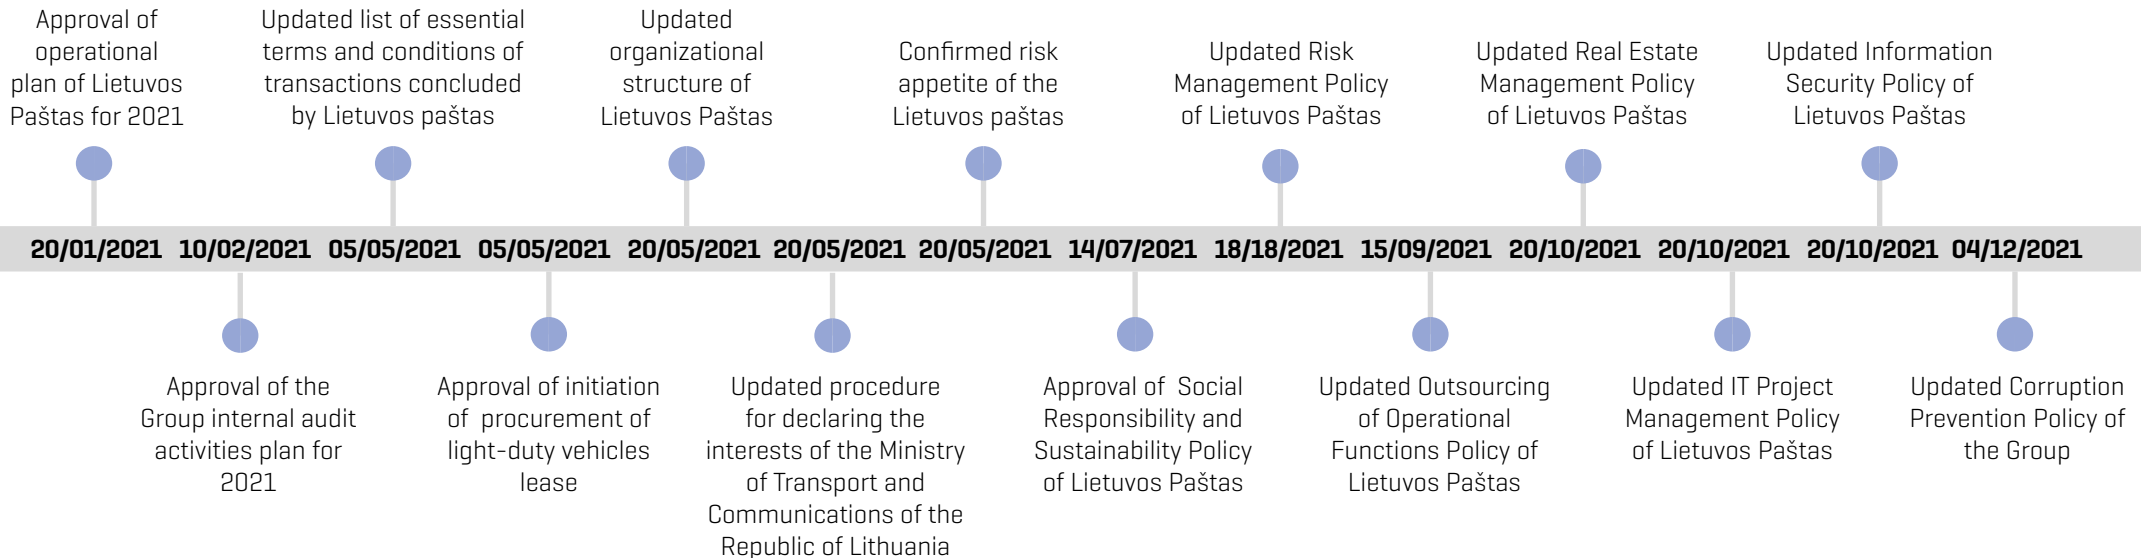 Approval of
operational
plan of Lietuvos
Paštas for 2021
Updated list of essential
terms and conditions of
transactions concluded
by Lietuvos paštas
Updated
organizational
structure of
Lietuvos Paštas
Confirmed risk
appetite of the
Lietuvos paštas
Updated Risk
Management Policy
of Lietuvos Paštas
Updated Real Estate
Management Policy
of Lietuvos Paštas
Updated Information
Security Policy of
Lietuvos Paštas
20/01/2021 10/02/2021 05/05/2021 05/05/2021 20/05/2021 20/05/2021 20/05/2021 14/07/2021 18/18/2021 15/09/2021 20/10/2021 20/10/2021 20/10/2021 04/12/2021
Approval of the
Group internal audit
activities plan for
2021
Approval of initiation
of procurement of
light-duty vehicles
lease
Updated procedure
for declaring the
interests of the Ministry
of Transport and
Communications of the
Republic of Lithuania
Approval of Social
Responsibility and
Sustainability Policy
of Lietuvos Paštas
Updated Outsourcing
of Operational
Functions Policy of
Lietuvos Paštas
Updated IT Project
Management Policy
of Lietuvos Paštas
Updated Corruption
Prevention Policy of
the Group